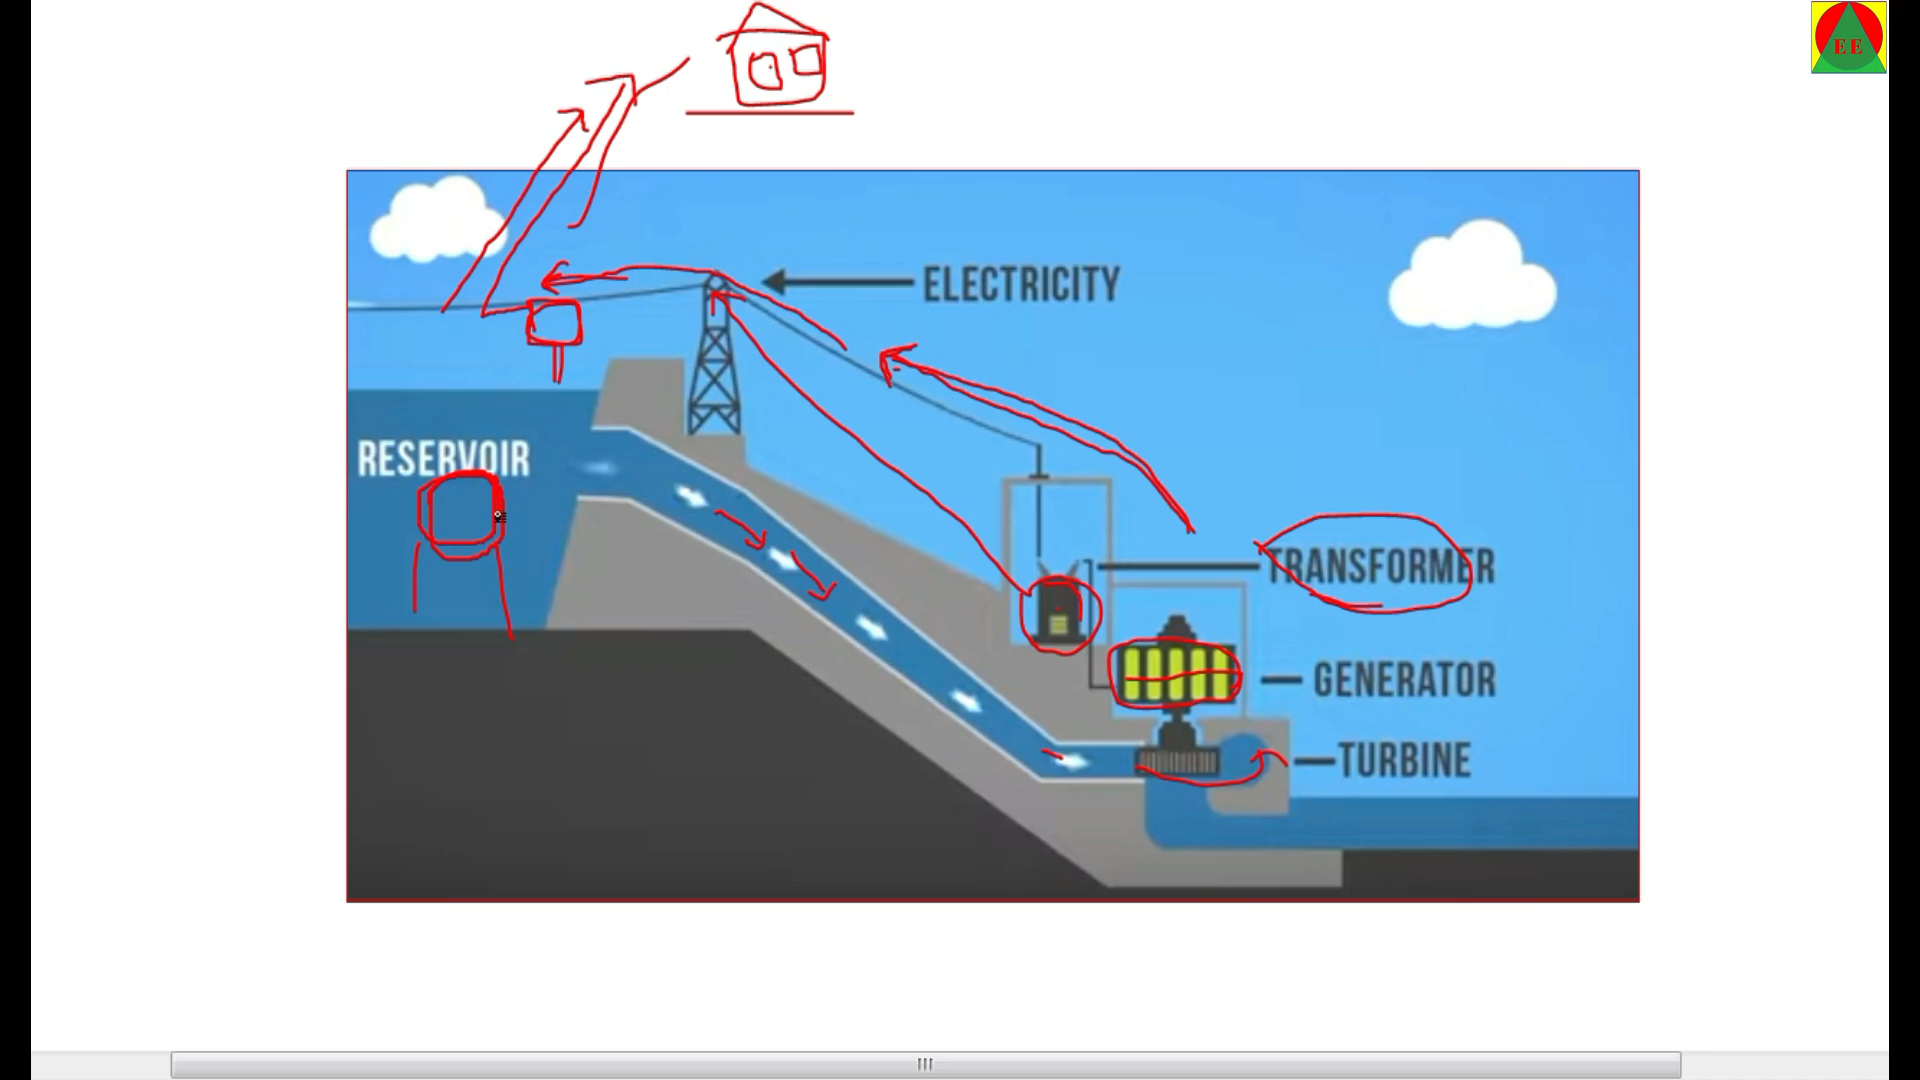 EE
ELECTRICITY
RESERVOIR
TRANSFORMER
GENERATOR
TURBINE